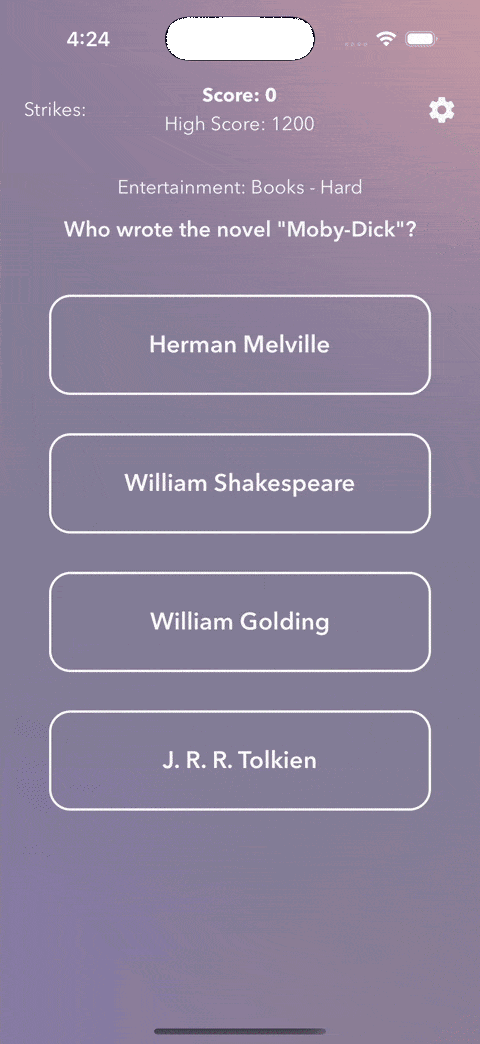 4:24
Strikes:
Score: 0
High Score: 1200
Entertainment: Books - Hard
Who wrote the novel "Moby-Dick"?
Herman Melville
William Shakespeare
William Golding
J. R. R. Tolkien